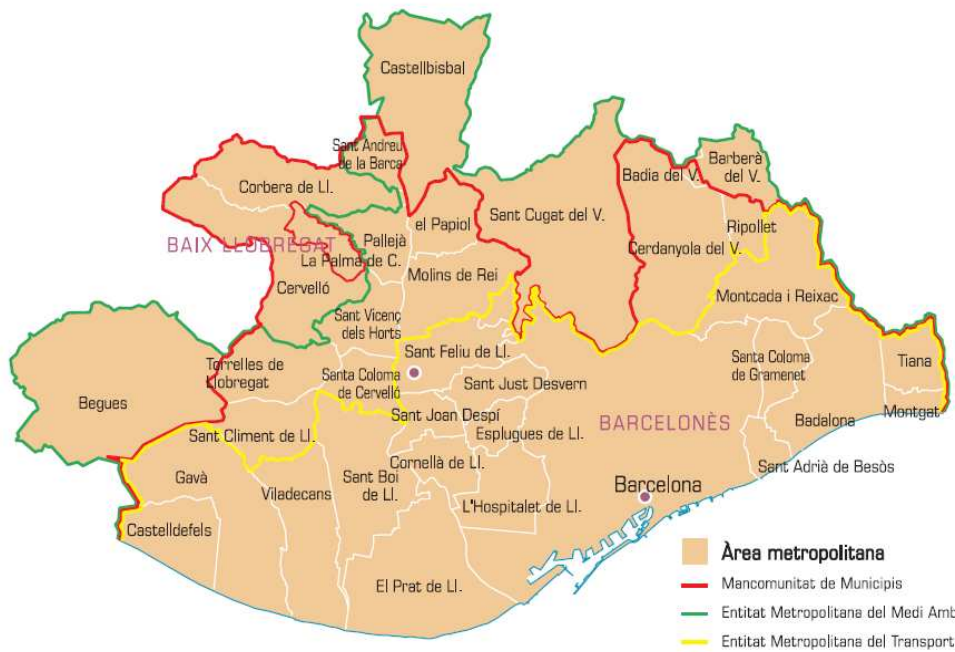 Castellbisbal
Sant Andreu
de la Barca
Corbera de Ll.
Badia del V.
Barberà
del V.
el Papiol
Sant Cugat del V.
Ripollet
BAIX LLOBREGAT
Pallejà
La Palma de C.
Cerdanyola del V.
Molins de Rei
Cervelló
Montcada i Reixac
Sant Vicenç
dels Horts
Sant Feliu de Ll.
Santa Coloma
de Gramenet
Tiana
Torrelles de
Llobregat
Santa Coloma
de Cervelló
Sant Just Desvern
Begues
Sant Joan Despí
Montgat
Badalona
BARCELONÈS
Sant Climent de Ll.
Esplugues de Ll.
Cornellà de Ll.
Sant Adrià de Besòs
Gavà
Viladecans
Sant Boi
de Ll.
Barcelona
L'Hospitalet de Ll.
Castelldefels
El Prat de Ll.
Àrea metropolitana
Mancomunitat de Municipis
Entitat Metropolitana del Medi Amb
Entitat Metropolitana del Transport